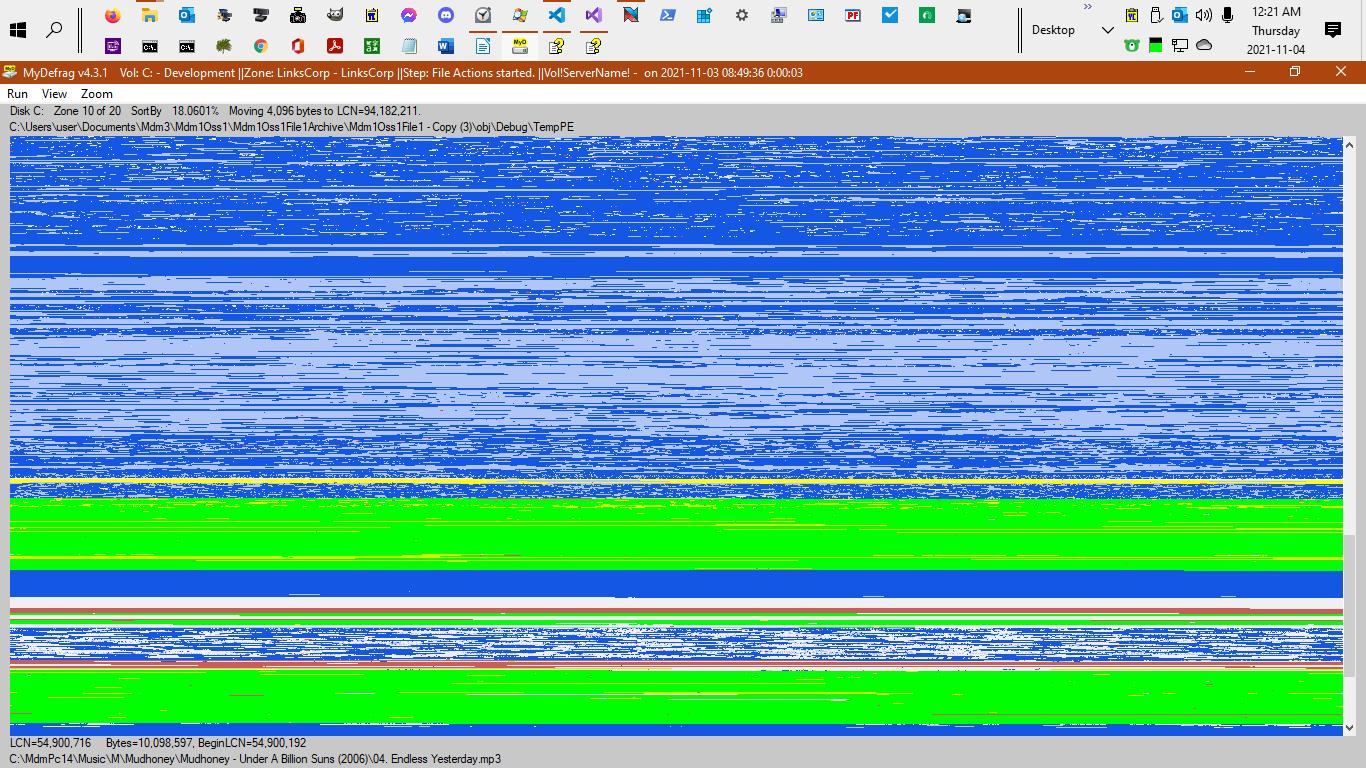 12:21 AM
Desktop
Thursday
2021-11-04
MyDefrag v4.3.1 Vol: C: - Development ||Zone: LinksCorp - LinksCorp ||Step: File Actions started. ||Vol!ServerName! - on 2021-11-03 08:49:36 0:00:03
Run View Zoom
Disk C: Zone 10 of 20 SortBy 18.0601% Moving 4,096 bytes to LCN=94,182,211.
C:\Users\user\Documents\Mdm3\Mdm1Oss1\Mdm1Oss1File1Archive\Mdm1Oss1File1 - Copy (3)\obj\Debug\TempPE
LCN=54,900,716 Bytes=10,098,597, BeginLCN=54,900,192
C:\MdmPc14\Music\M\Mudhoney\Mudhoney - Under A Billion Suns (2006)\04. Endless Yesterday.mp3